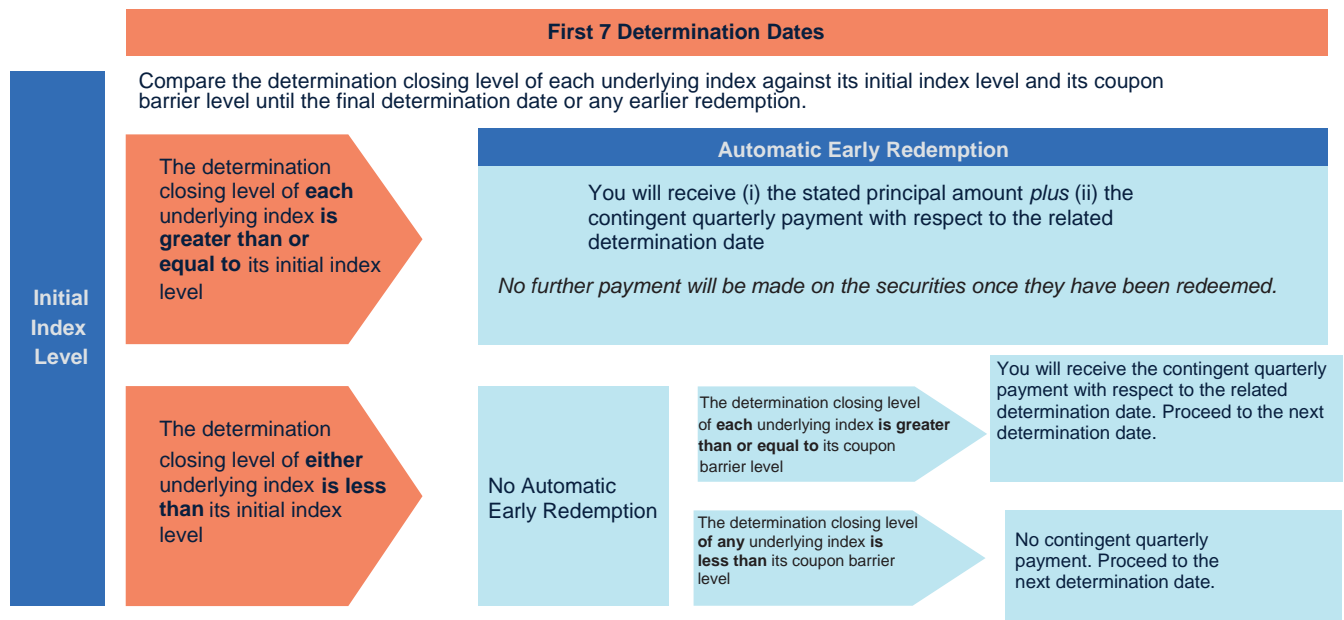 First 7 Determination Dates
Compare the determination closing level of each underlying index against its initial index level and its coupon
barrier level until the final determination date or any earlier redemption.
Initial
Index
Level
The determination
closing level of each
underlying index is
greater than or
equal to its initial index
level
Automatic Early Redemption
You will receive (i) the stated principal amount plus (ii) the
contingent quarterly payment with respect to the related
determination date
No further payment will be made on the securities once they have been redeemed.
The determination
closing level of either
underlying index is less
than its initial index
level
No Automatic
Early Redemption
The determination closing level
of each underlying index is greater
than or equal to its coupon
barrier level
You will receive the contingent quarterly
payment with respect to the related
determination date. Proceed to the next
determination date.
The determination closing level
of any underlying index is
less than its coupon barrier
level
No contingent quarterly
payment. Proceed to the
next determination date.